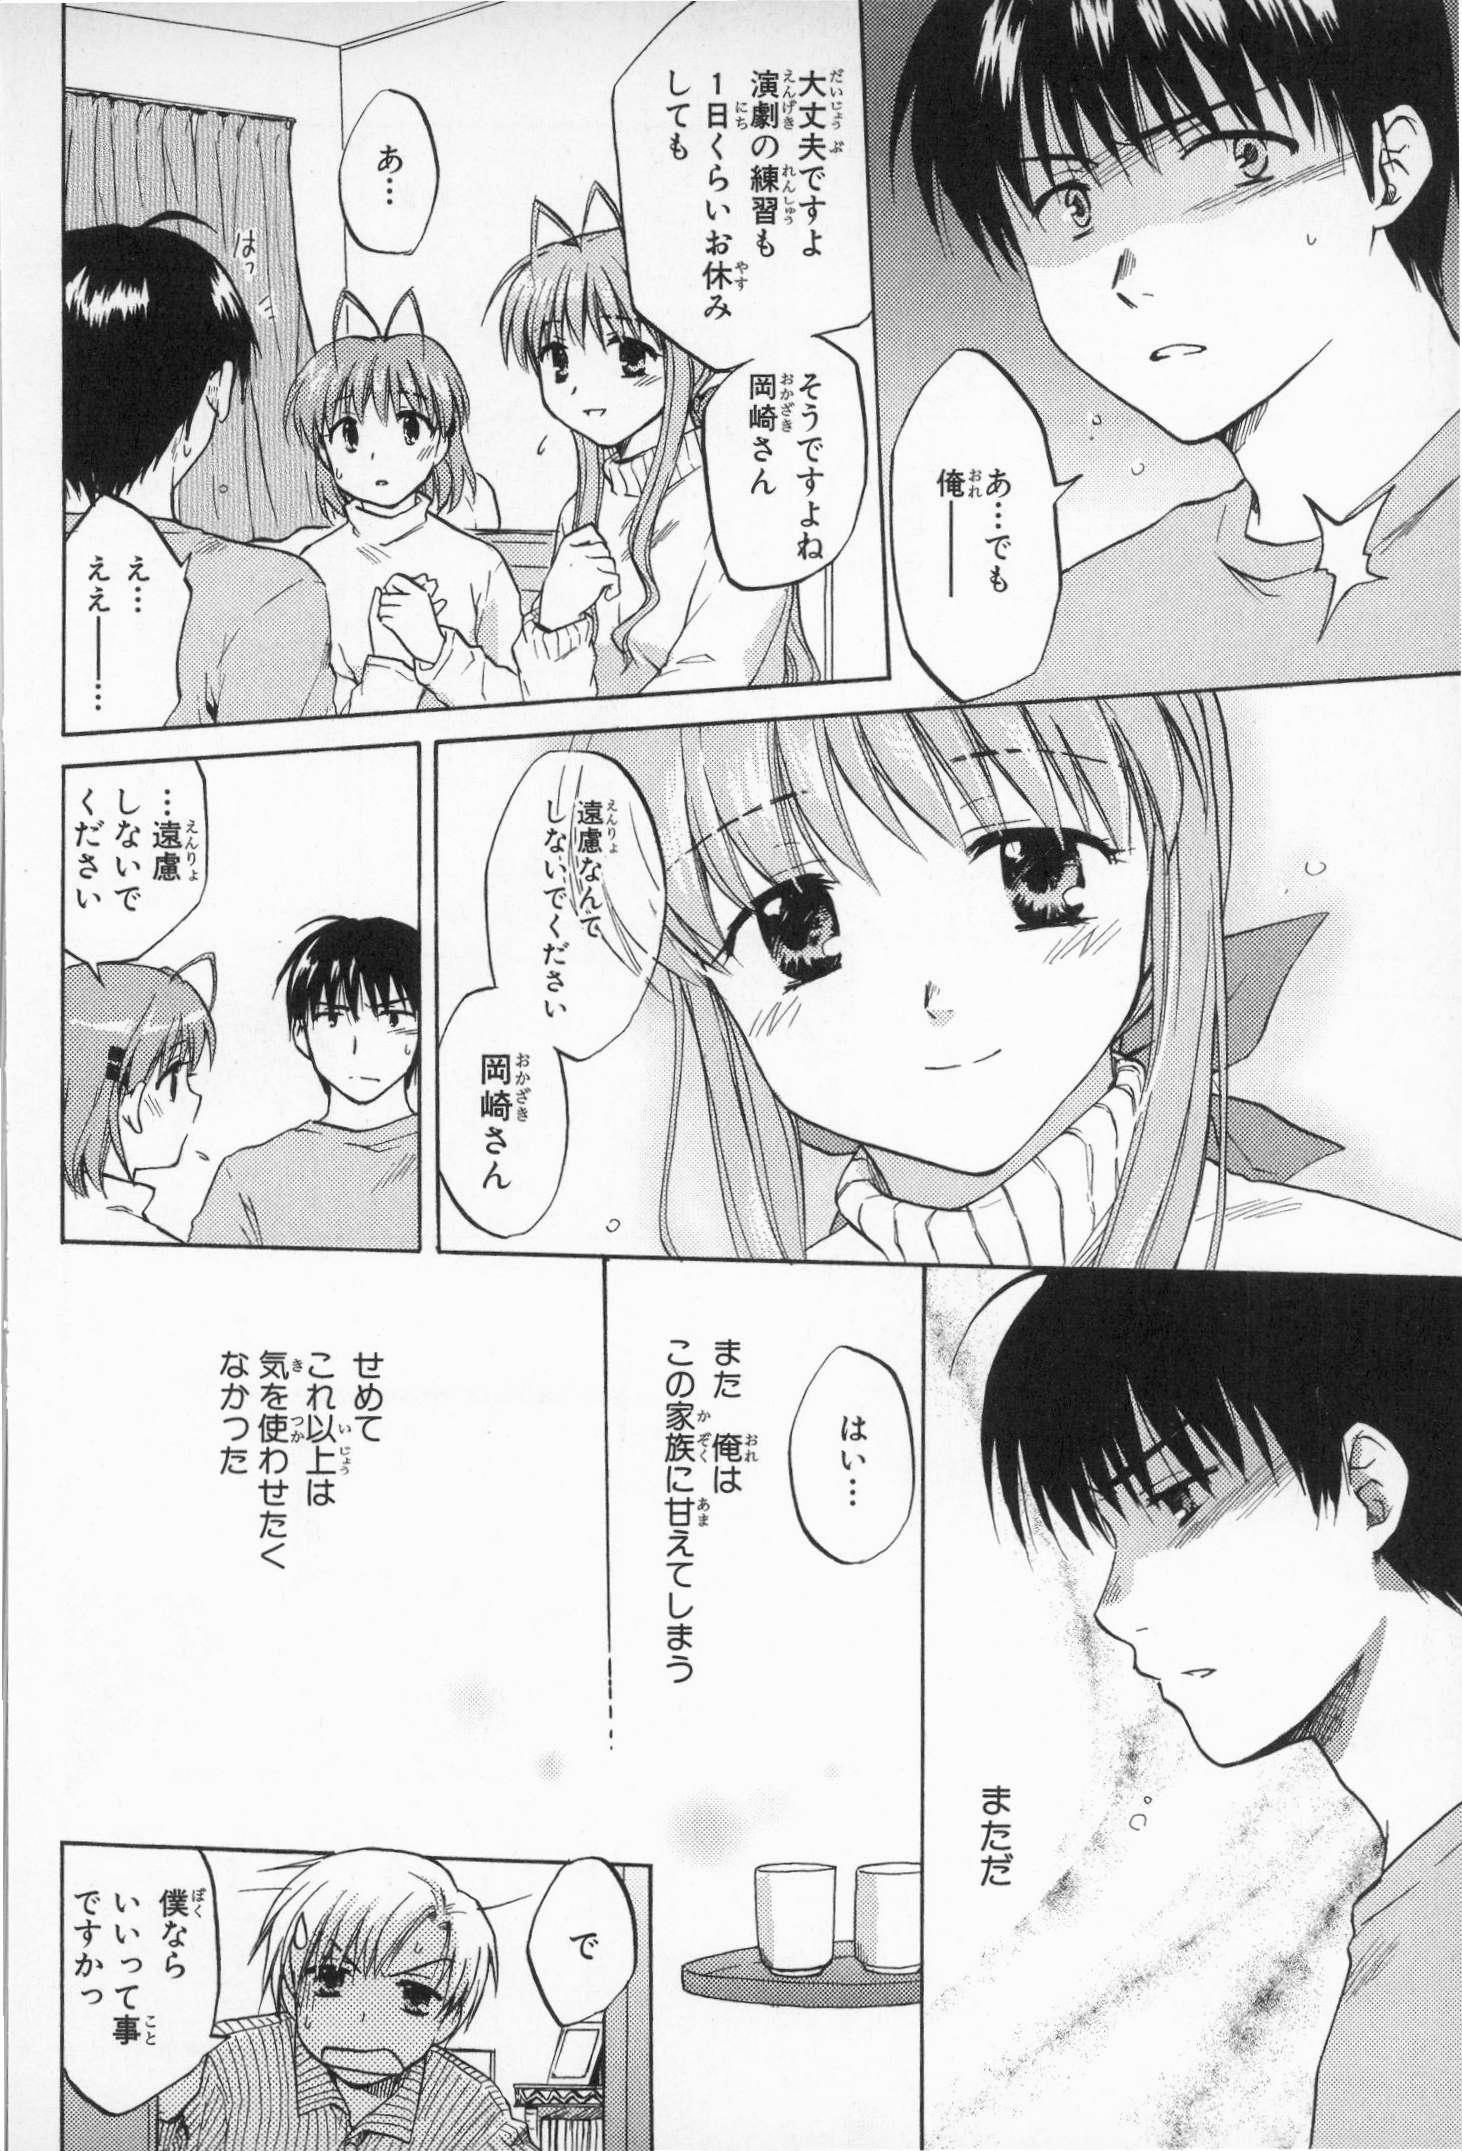 あ…でも
俺――
大丈夫ですよ
演劇の練習も
1日くらいお休み
しても
そうですよね
岡崎さん
あ…
はっ
え…
ええ――…
遠慮なんて
しないでください
岡崎さん
…遠慮
しないで
ください
まただ
はい…
また 俺は
この家族に甘えてしまう
せめて
これ以上は
気を使わせたく
なかった
で
僕なら
いいって事
ですかっ